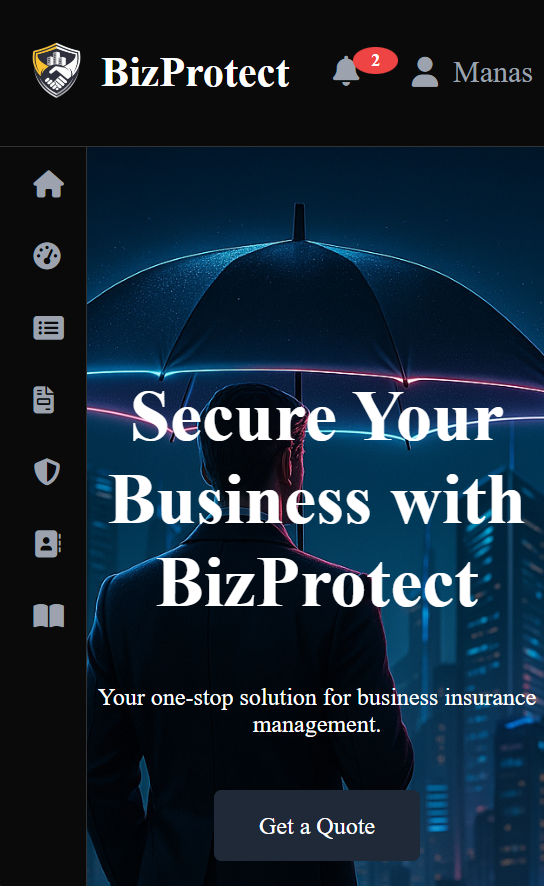 BizProtect
2
Manas
Secure Your
Business with
BizProtect
Your one-stop solution for business insurance
management.
Get a Quote